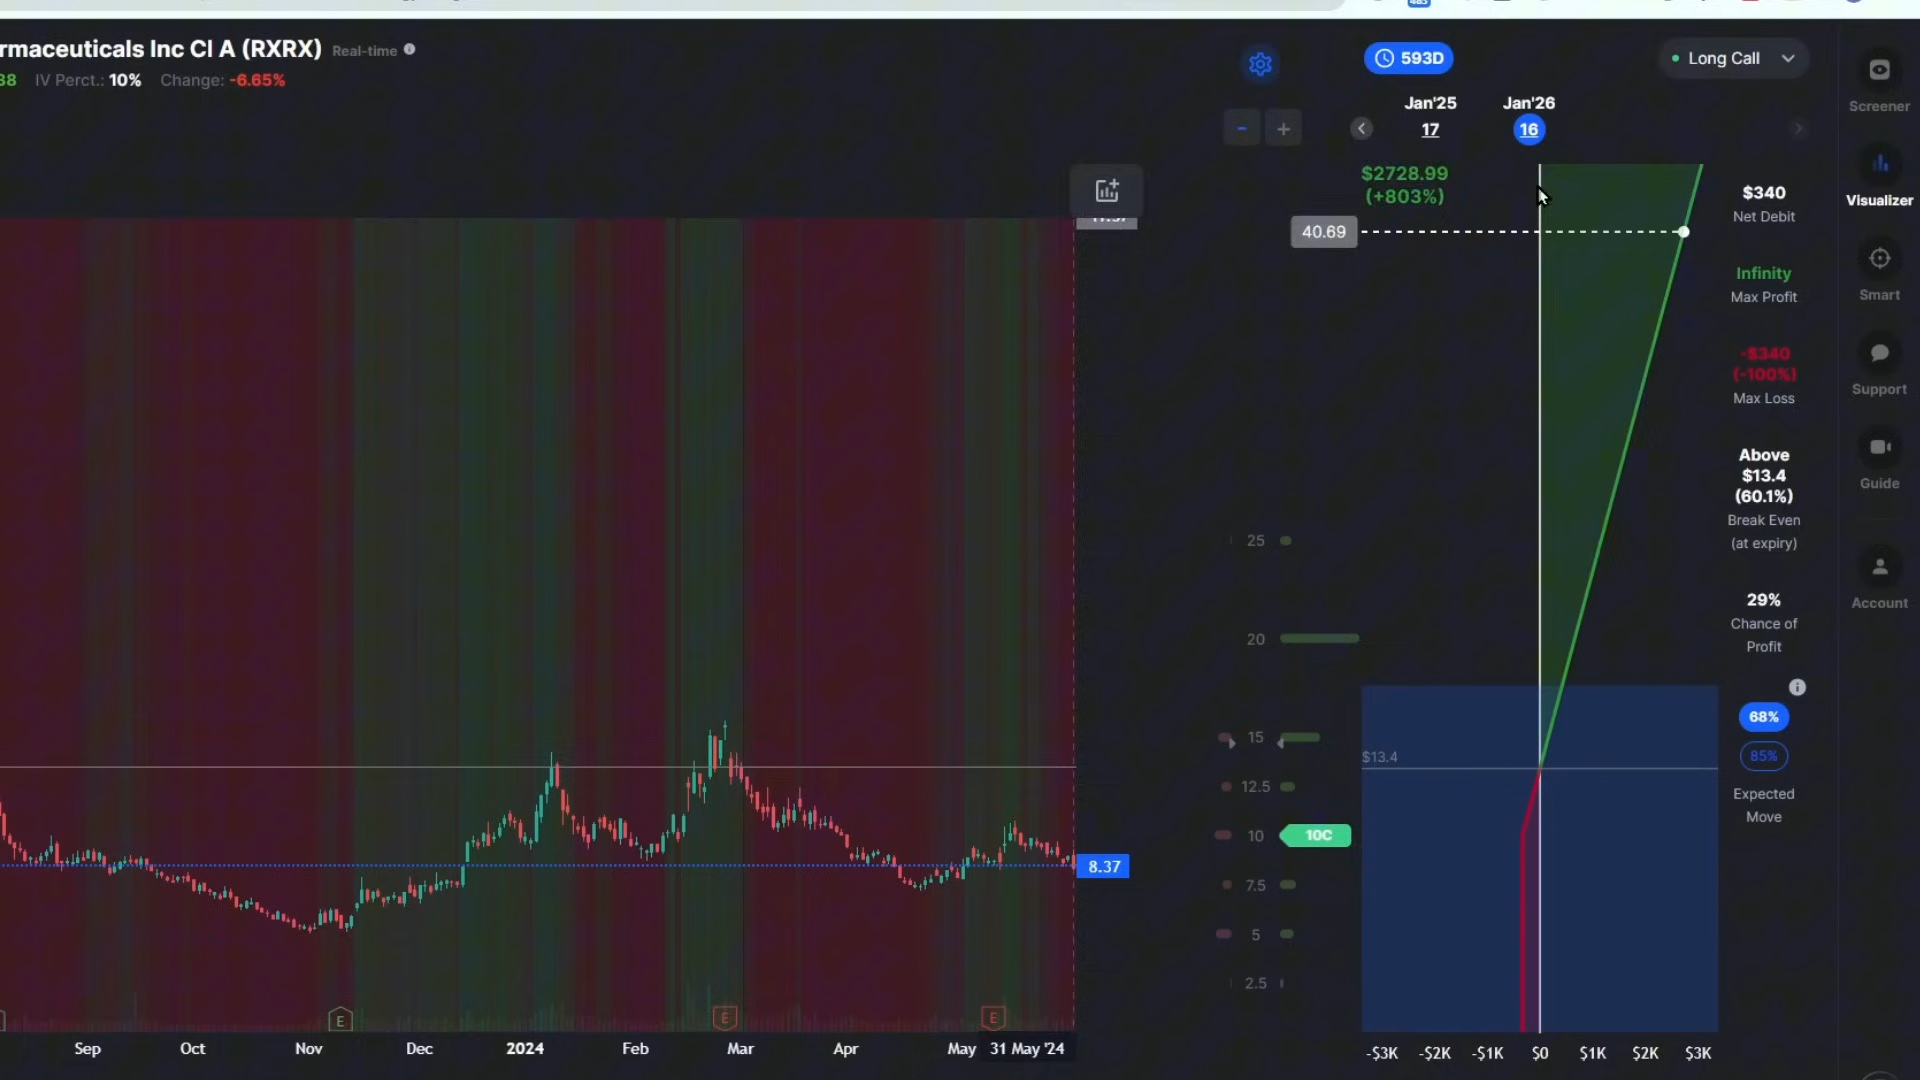 rmaceuticals Inc Cl A (RXRX) Real-time
38 IV Perct.: 10% Change: -6.65%
593D
Long Call
Jan'25 Jan'26
- + 17 16
$2728.99
(+803%)
40.69
$340
Net Debit
Infinity
Max Profit
-$340
(-100%)
Max Loss
Above
$13.4
(60.1%)
Break Even
(at expiry)
29%
Chance of
Profit
68%
85%
Expected
Move
25
20
15
12.5
10 10C
7.5
5
2.5
$13.4
8.37
E E E
Sep Oct Nov Dec 2024 Feb Mar Apr May 31 May '24
-$3K -$2K -$1K $0 $1K $2K $3K
Screener
Visualizer
Smart
Support
Guide
Account